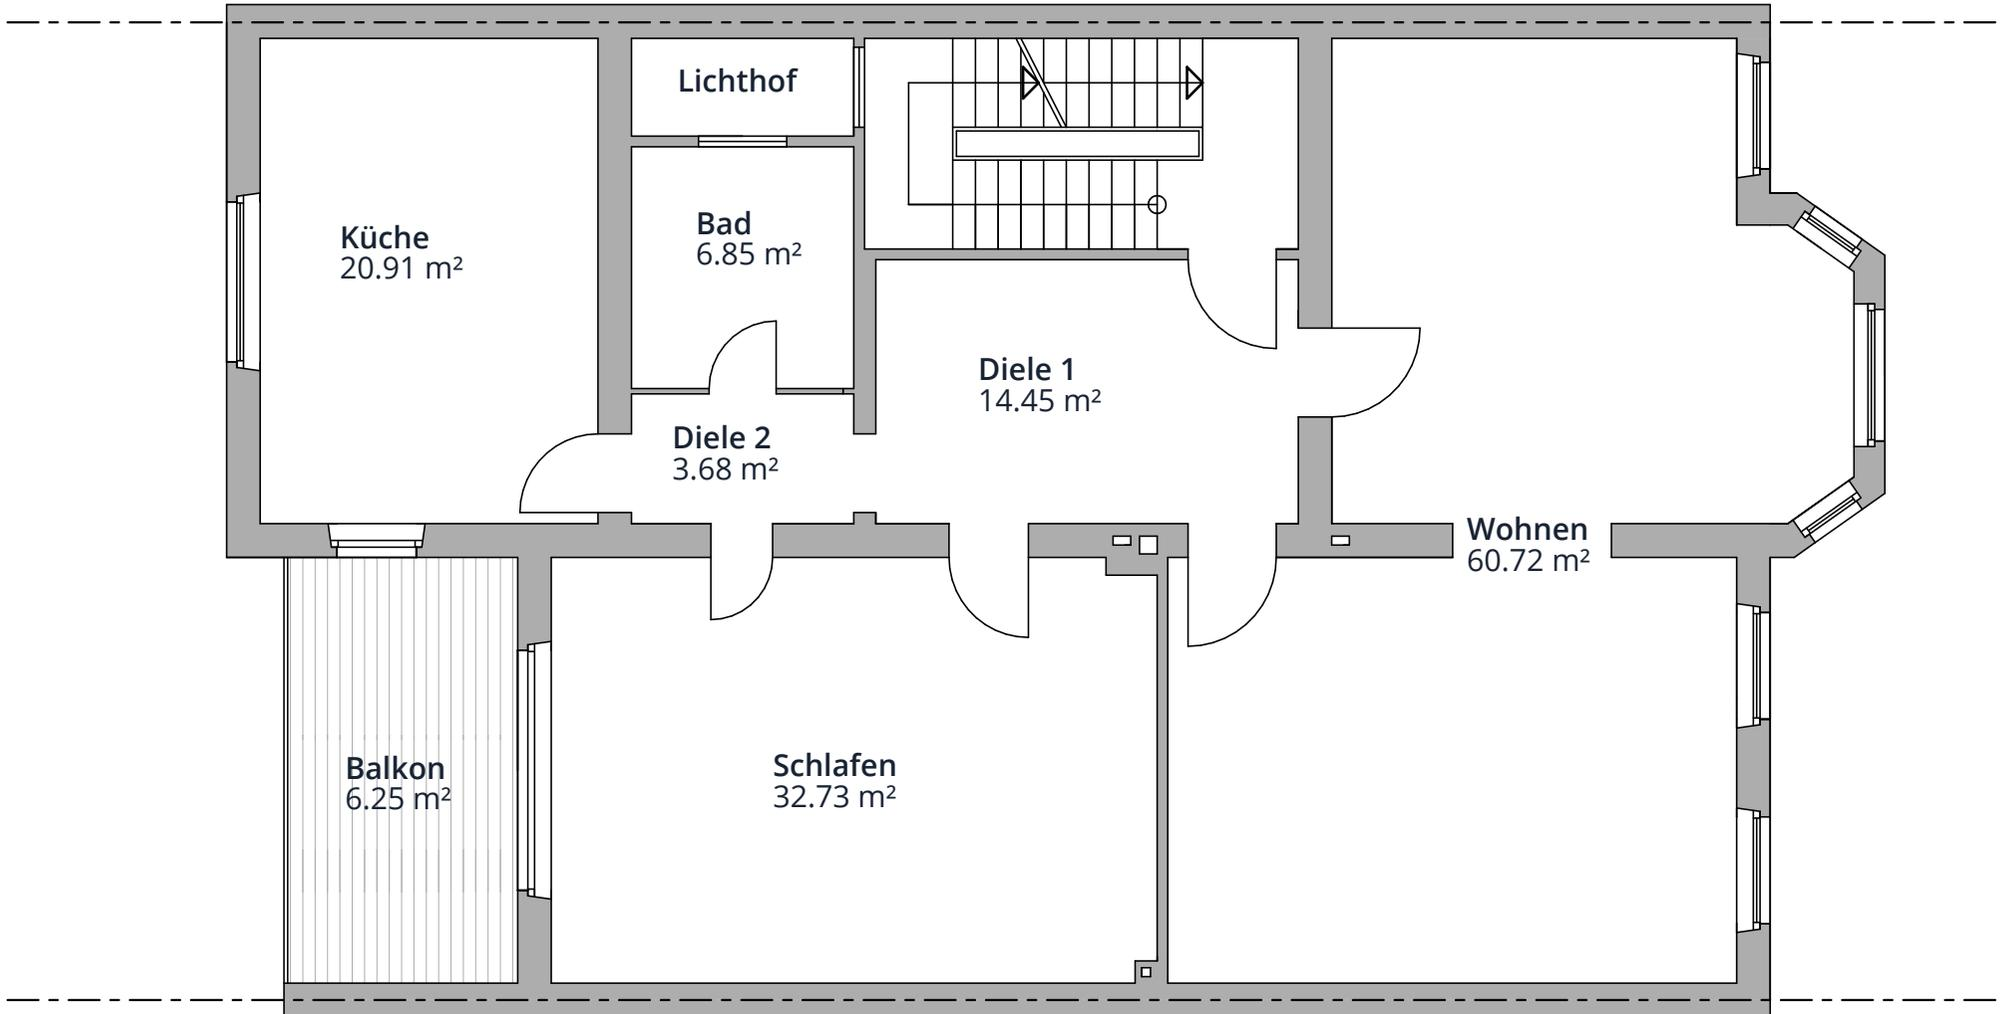 Lichthof
Küche
20.91 m²
Bad
6.85 m²
Diele 1
14.45 m²
Diele 2
3.68 m²
Wohnen
60.72 m²
Balkon
6.25 m²
Schlafen
32.73 m²